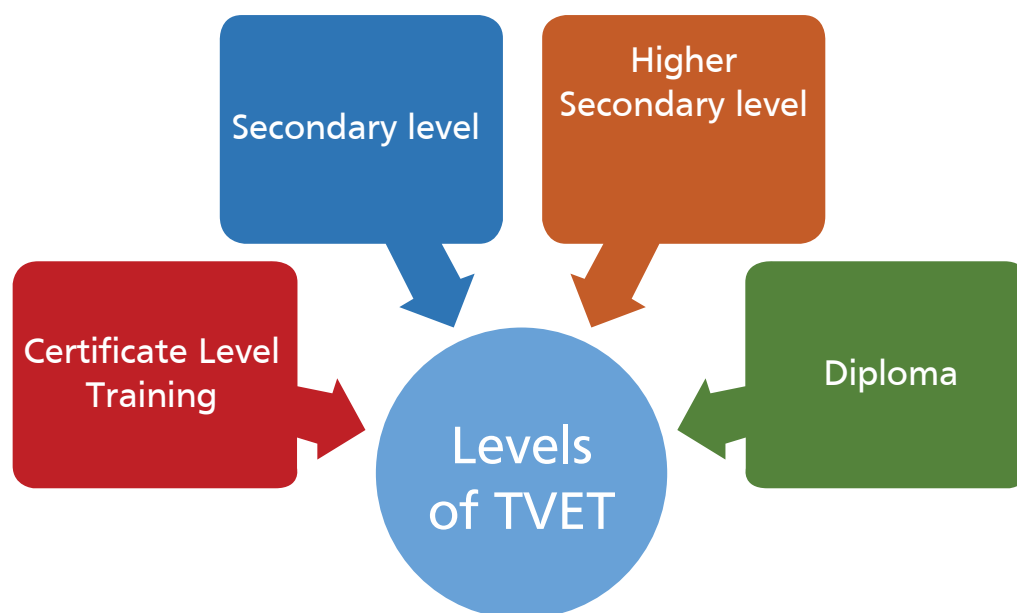 Certificate Level
Training
Secondary level
Higher
Secondary level
Diploma
Levels
of TVET